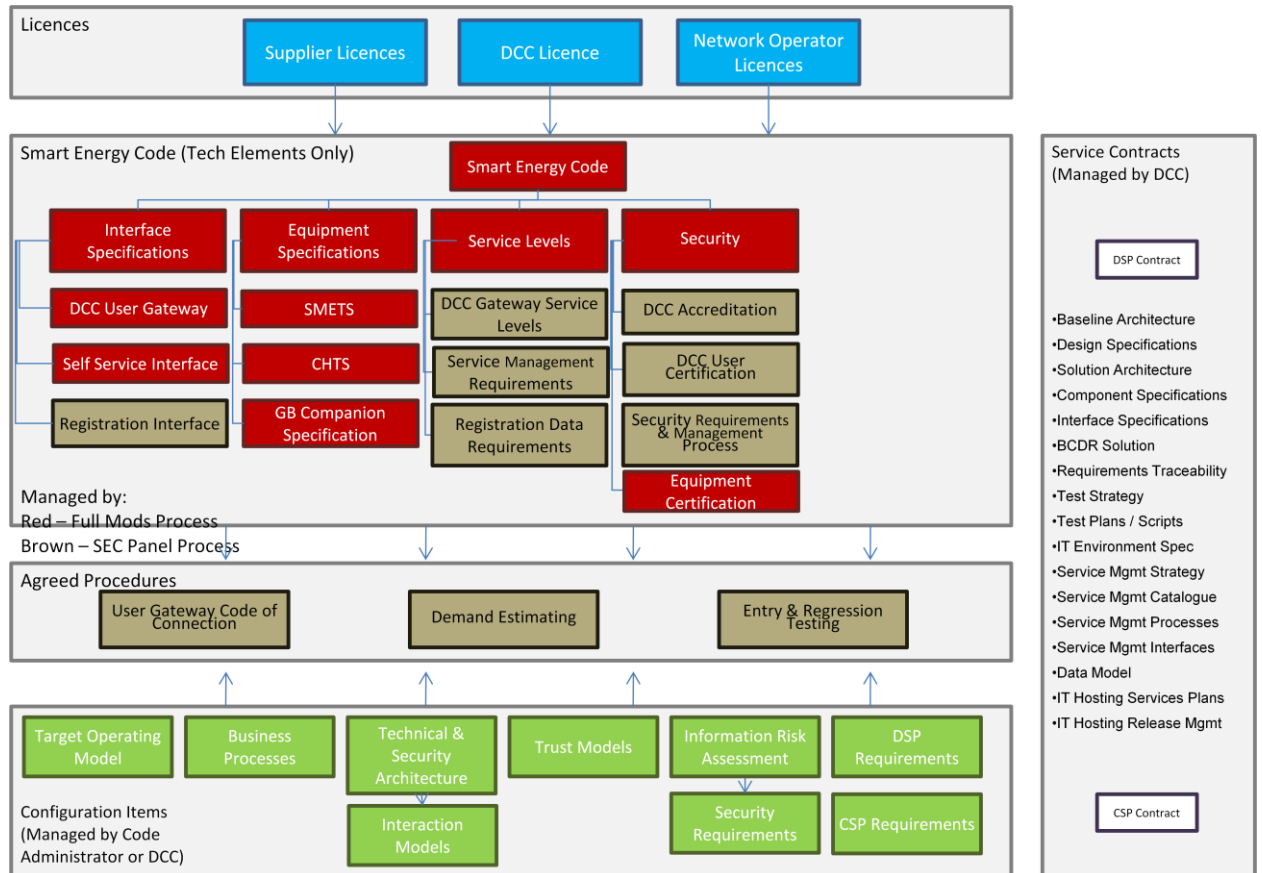 Licences
Supplier Licences
DCC Licence
Network Operator
Licences
Smart Energy Code (Tech Elements Only)
Smart Energy Code
Interface
Specifications
Equipment
Specifications
Service Levels
Security
DCC User Gateway
SMETS
DCC Gateway Service
Levels
DCC Accreditation
Self Service Interface
CHTS
Service Management
Requirements
DCC User
Certification
Registration Interface
GB Companion
Specification
Registration Data
Requirements
Security Requirements
& Management
Process
Equipment
Certification
Managed by:
Red – Full Mods Process
Brown – SEC Panel Process
Agreed Procedures
User Gateway Code of
Connection
Demand Estimating
Entry & Regression
Testing
Target Operating
Model
Business
Processes
Technical &
Security
Architecture
Trust Models
Information Risk
Assessment
DSP
Requirements
Interaction
Models
Security
Requirements
CSP Requirements
Configuration Items
(Managed by Code
Administrator or DCC)
Service Contracts
(Managed by DCC)
DSP Contract
•Baseline Architecture
•Design Specifications
•Solution Architecture
•Component Specifications
•Interface Specifications
•BCDR Solution
•Requirements Traceability
•Test Strategy
•Test Plans / Scripts
•IT Environment Spec
•Service Mgmt Strategy
•Service Mgmt Catalogue
•Service Mgmt Processes
•Service Mgmt Interfaces
•Data Model
•IT Hosting Services Plans
•IT Hosting Release Mgmt
CSP Contract